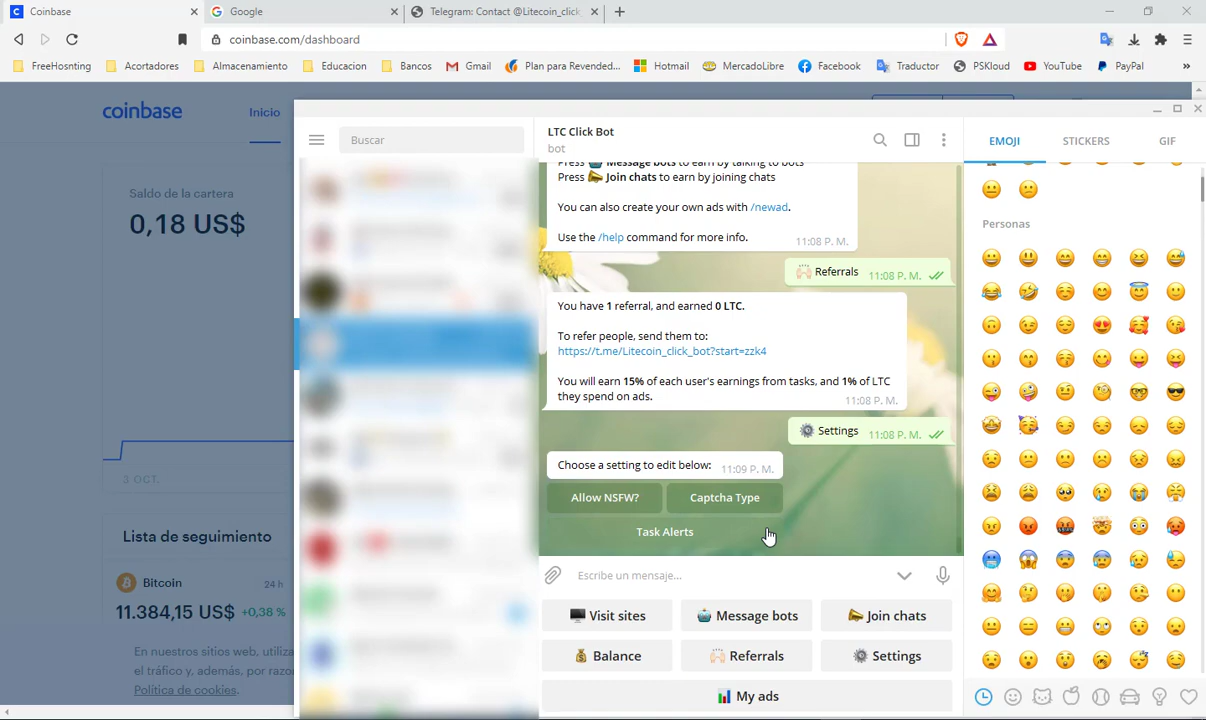 Coinbase
Google
Telegram: Contact @Litecoin_click
coinbase.com/dashboard
FreeHosnting
Acortadores
Almacenamiento
Educacion
Bancos
Gmail
Plan para Revended...
Hotmail
MercadoLibre
Facebook
Traductor
PSKloud
YouTube
PayPal
»
coinbase
Inicio
Saldo de la cartera
0,18 US$
3 OCT.
Lista de seguimiento
Bitcoin
24 h
11.384,15 US$ +0,38 %
En nuestros sitios web, utiliza
el tráfico y, además, por razo
Política de cookies.
Buscar
LTC Click Bot
bot
Press Message bots to earn by talking to bots
Press Join chats to earn by joining chats
You can also create your own ads with /newad.
Use the /help command for more info.
11:08 P. M.
Referrals
11:08 P. M.
You have 1 referral, and earned 0 LTC.
To refer people, send them to:
https://t.me/Litecoin_click_bot?start=zzk4
You will earn 15% of each user's earnings from tasks, and 1% of LTC
they spend on ads.
11:08 P. M.
Settings
11:08 P. M.
Choose a setting to edit below:
11:09 P. M.
Allow NSFW?
Captcha Type
Task Alerts
Escribe un mensaje...
Visit sites
Message bots
Join chats
Balance
Referrals
Settings
My ads
EMOJI
STICKERS
GIF
Personas